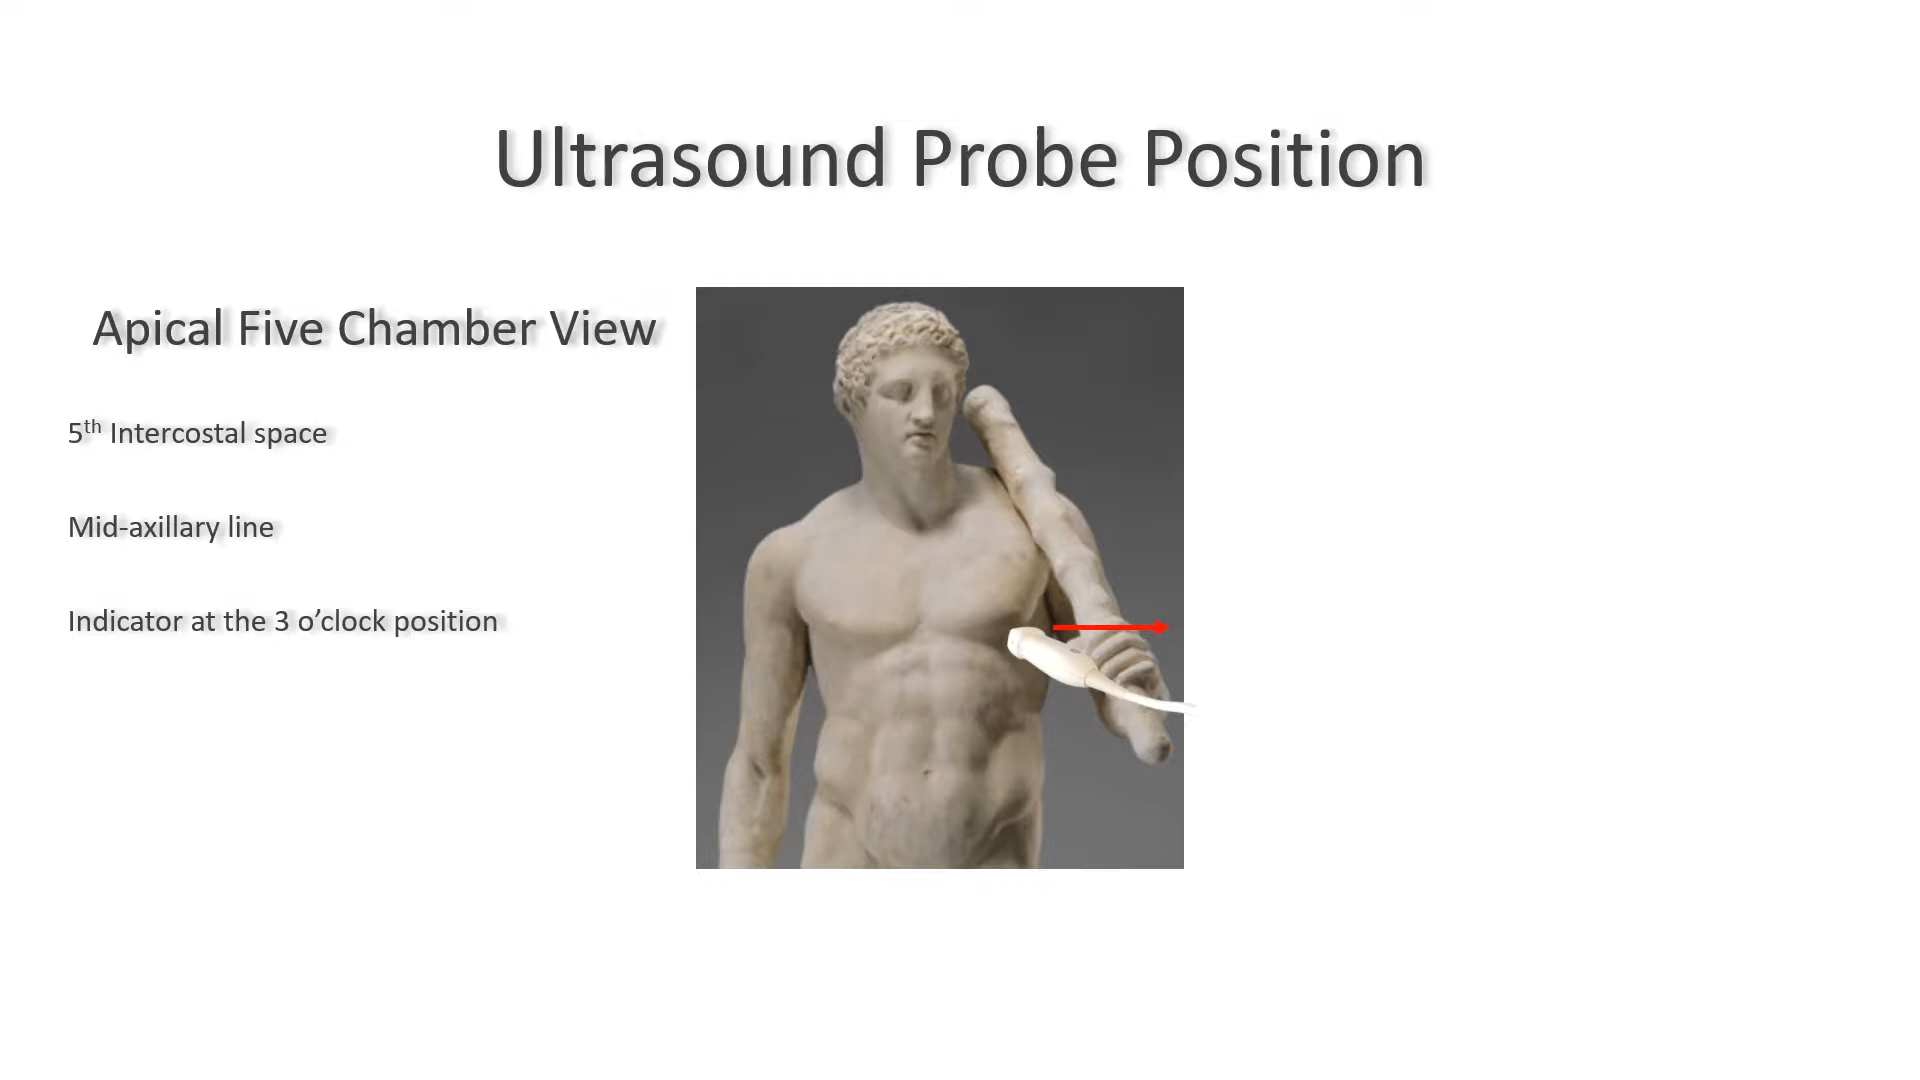 Ultrasound Probe Position
Apical Five Chamber View
5th Intercostal space
Mid-axillary line
Indicator at the 3 o’clock position